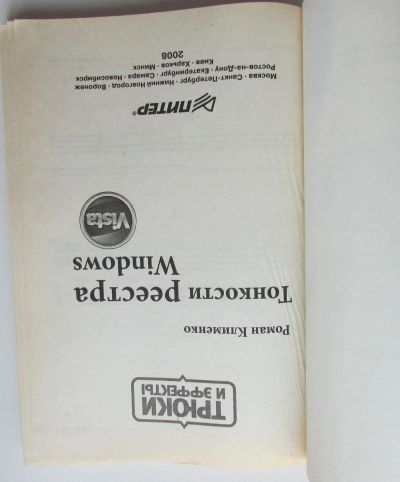 ТРЮКИ
И ЭФФЕКТЫ
Роман Клименко
Тонкости реестра
Windows
Vista
ПИТЕР®
Москва · Санкт-Петербург · Нижний Новгород · Воронеж
Ростов-на-Дону · Екатеринбург · Самара · Новосибирск
Киев · Харьков · Минск
2008